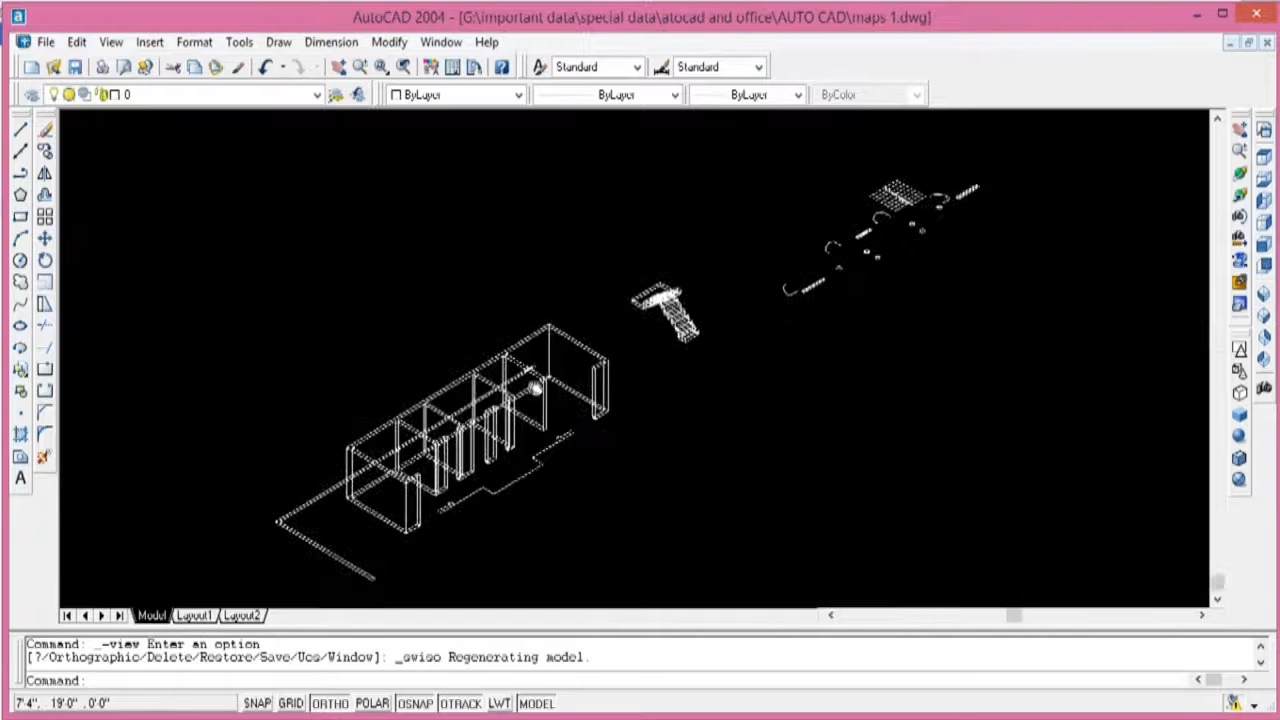 AutoCAD 2004 - [G:\important data\special data\atocad and office\AUTO CAD\maps 1.dwg]
File Edit View Insert Format Tools Draw Dimension Modify Window Help
Standard Standard
0 ByLayer ByLayer ByLayer ByColor
A
Model Layout1 Layout2
Command: _-view Enter an option
[?/Orthographic/Delete/Restore/Save/Ucs/Window]: _swiso Regenerating model.
Command:
7'4", 19'0" ,0'0" SNAP GRID ORTHO POLAR OSNAP OTRACK LWT MODEL